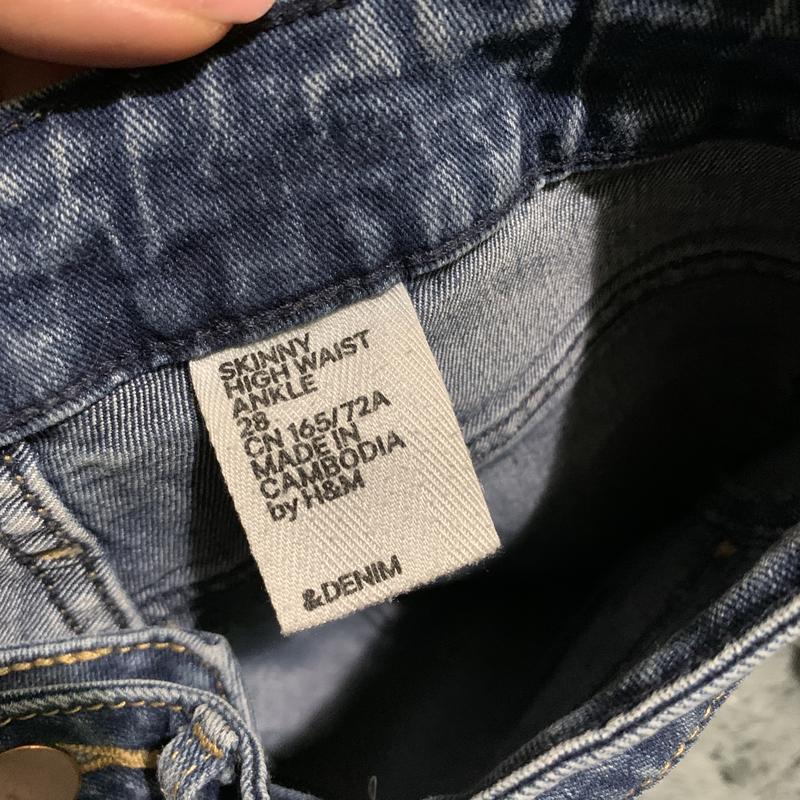 SKINNY
HIGH WAIST
ANKLE
28
CN 165/72A
MADE IN
CAMBODIA
by H&M
&DENIM